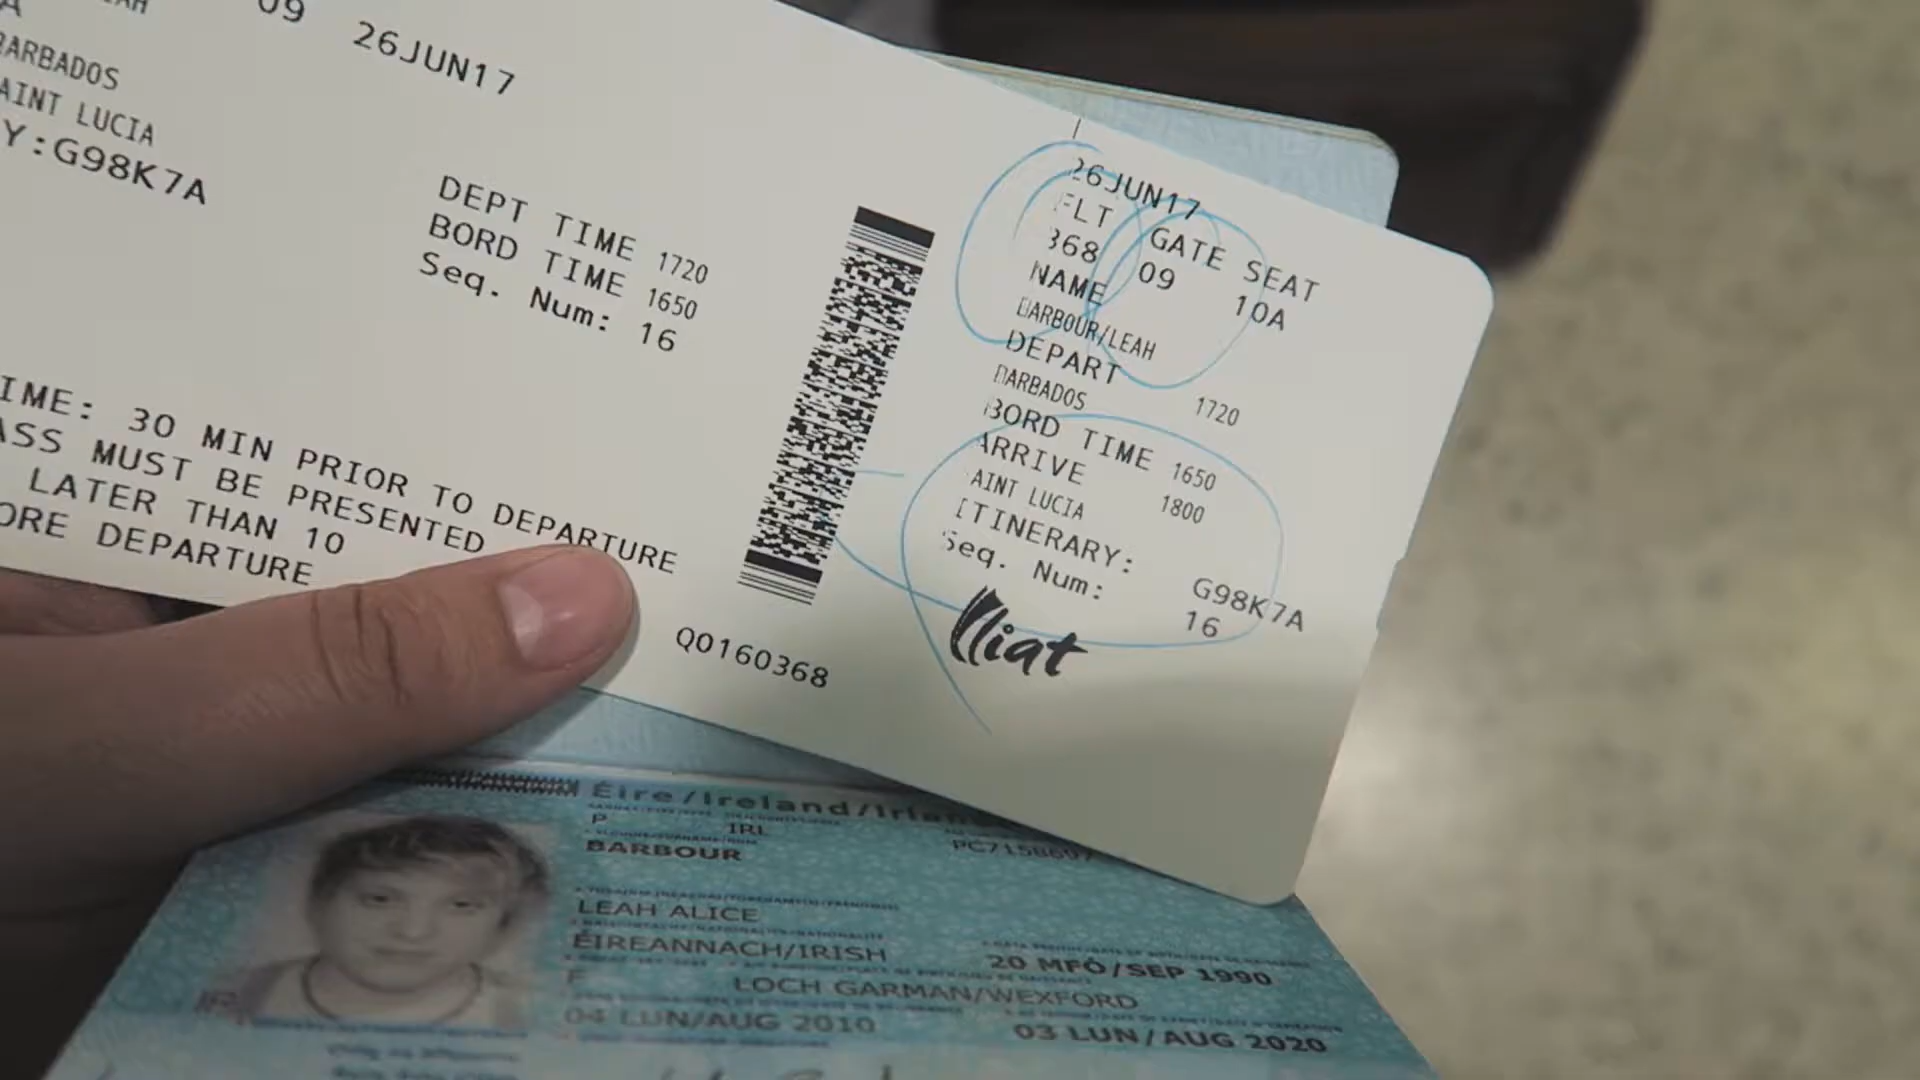 09 26JUN17
BARBADOS
AINT LUCIA
Y:G98K7A
DEPT TIME 1720
BORD TIME 1650
Seq. Num: 16
IME: 30 MIN PRIOR TO DEPARTURE
ASS MUST BE PRESENTED
LATER THAN 10
ORE DEPARTURE
Q0160368
26JUN17
FLT GATE SEAT
368 09 10A
NAME
BARBOUR/LEAH
DEPART
BARBADOS 1720
BORD TIME 1650
ARRIVE
AINT LUCIA 1800
ITINERARY: G98K7A
Seq. Num: 16
liat
Éire/Ireland/Irlan
P IRL
BARBOUR
LEAH ALICE
ÉIREANNACH/IRISH
20 MFÓ/SEP 1990
F LOCH GARMAN/WEXFORD
04 LUN/AUG 2010
03 LUN/AUG 2020